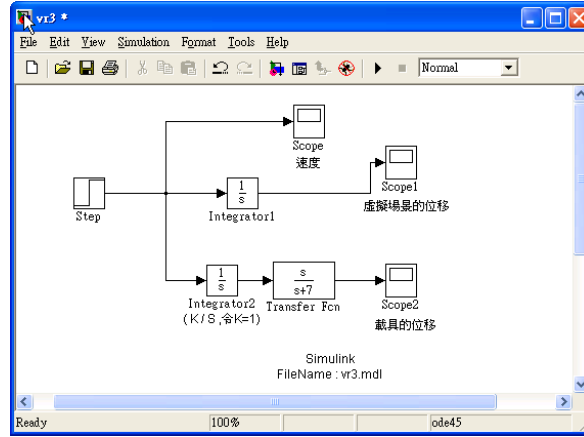 vr3 *
File Edit View Simulation Format Tools Help
Normal
Scope
速度
Scope1
虛擬場景的位移
Step
1
s
Integrator1
1
s
Integrator2
(K/S,令K=1)
s
s+7
Transfer Fcn
Scope2
載具的位移
Simulink
FileName : vr3.mdl
Ready 100% ode45